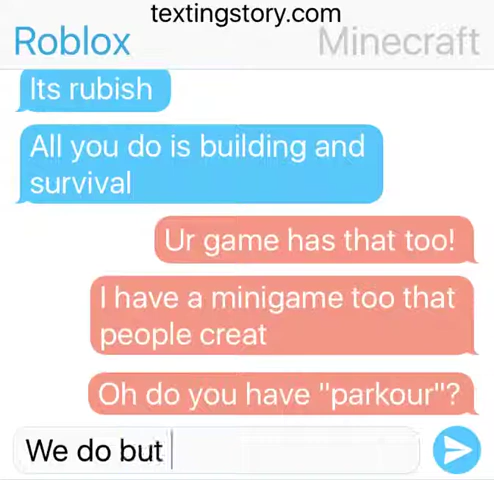 textingstory.com
Roblox Minecraft
Its rubish
All you do is building and
survival
Ur game has that too!
I have a minigame too that
people creat
Oh do you have "parkour"?
We do but